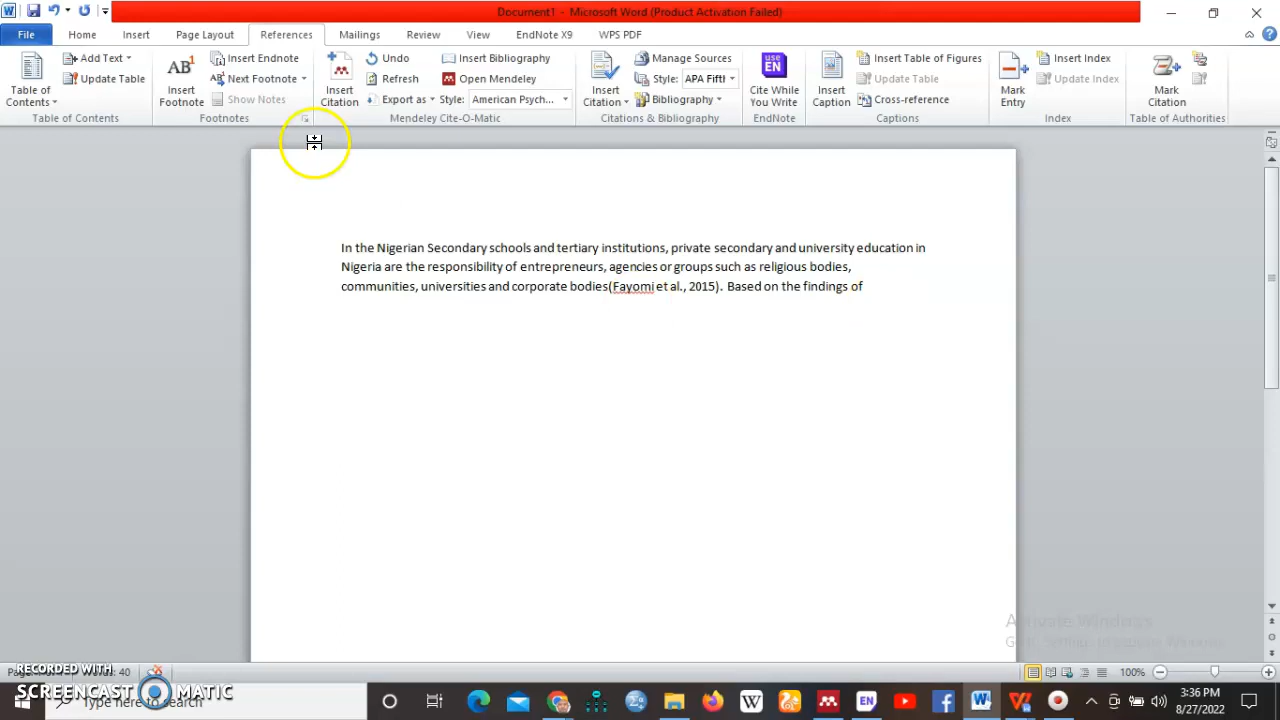 Document1 - Microsoft Word (Product Activation Failed)
File Home Insert Page Layout References Mailings Review View EndNote X9 WPS PDF
Table of Contents
Add Text
Update Table
Table of Contents
Insert Footnote
Insert Endnote
Next Footnote
Show Notes
Footnotes
Insert Citation
Undo
Refresh
Export as
Insert Bibliography
Open Mendeley
Style: American Psych...
Mendeley Cite-O-Matic
Insert Citation
Manage Sources
Style: APA Fiftl
Bibliography
Citations & Bibliography
use EN
Cite While You Write
EndNote
Insert Caption
Insert Table of Figures
Update Table
Cross-reference
Captions
Mark Entry
Insert Index
Update Index
Index
Mark Citation
Table of Authorities
In the Nigerian Secondary schools and tertiary institutions, private secondary and university education in
Nigeria are the responsibility of entrepreneurs, agencies or groups such as religious bodies,
communities, universities and corporate bodies(Fayomi et al., 2015). Based on the findings of
Activate Windows
40
100%
RECORDED WITH
SCREENCAST MATIC
Type here to search
3:36 PM
8/27/2022